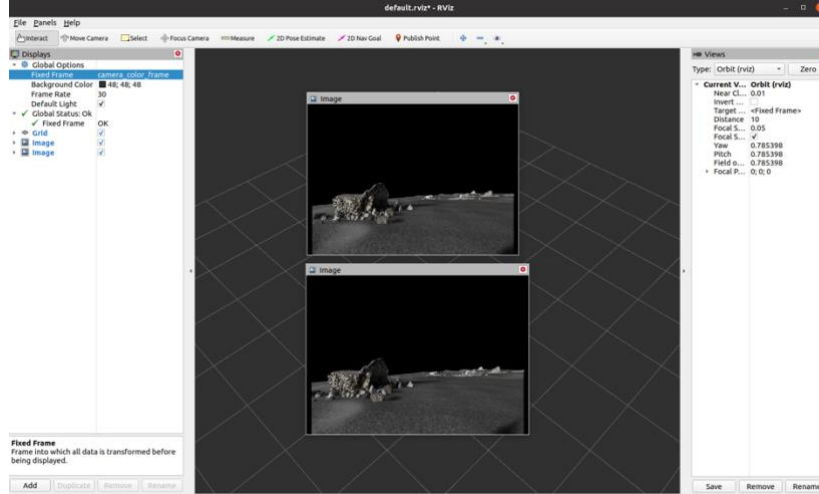 default.rviz* - RViz
File Panels Help
Interact Move Camera Select Focus Camera Measure 2D Pose Estimate 2D Nav Goal Publish Point
Displays
Global Options
Fixed Frame camera_color_frame
Background Color 48; 48; 48
Frame Rate 30
Default Light ✓
✓ Global Status: Ok
✓ Fixed Frame OK
Grid ✓
Image ✓
Image ✓
Fixed Frame
Frame into which all data is transformed before
being displayed.
Add Duplicate Remove Rename
Image
Image
Views
Type: Orbit (rviz) Zero
Current V... Orbit (rviz)
Near Cl... 0.01
Invert ...
Target ... <Fixed Frame>
Distance 10
Focal S... 0.05
Focal S... ✓
Yaw 0.785398
Pitch 0.785398
Field o... 0.785398
Focal P... 0; 0; 0
Save Remove Rename